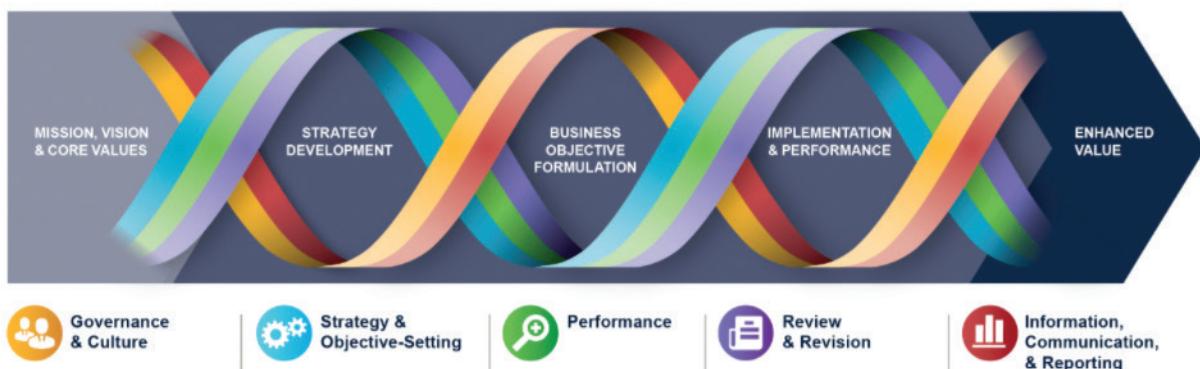 MISSION, VISION
& CORE VALUES
STRATEGY
DEVELOPMENT
BUSINESS
OBJECTIVE
FORMULATION
IMPLEMENTATION
& PERFORMANCE
ENHANCED
VALUE
Governance
& Culture
Strategy &
Objective-Setting
Performance
Review
& Revision
Information,
Communication,
& Reporting